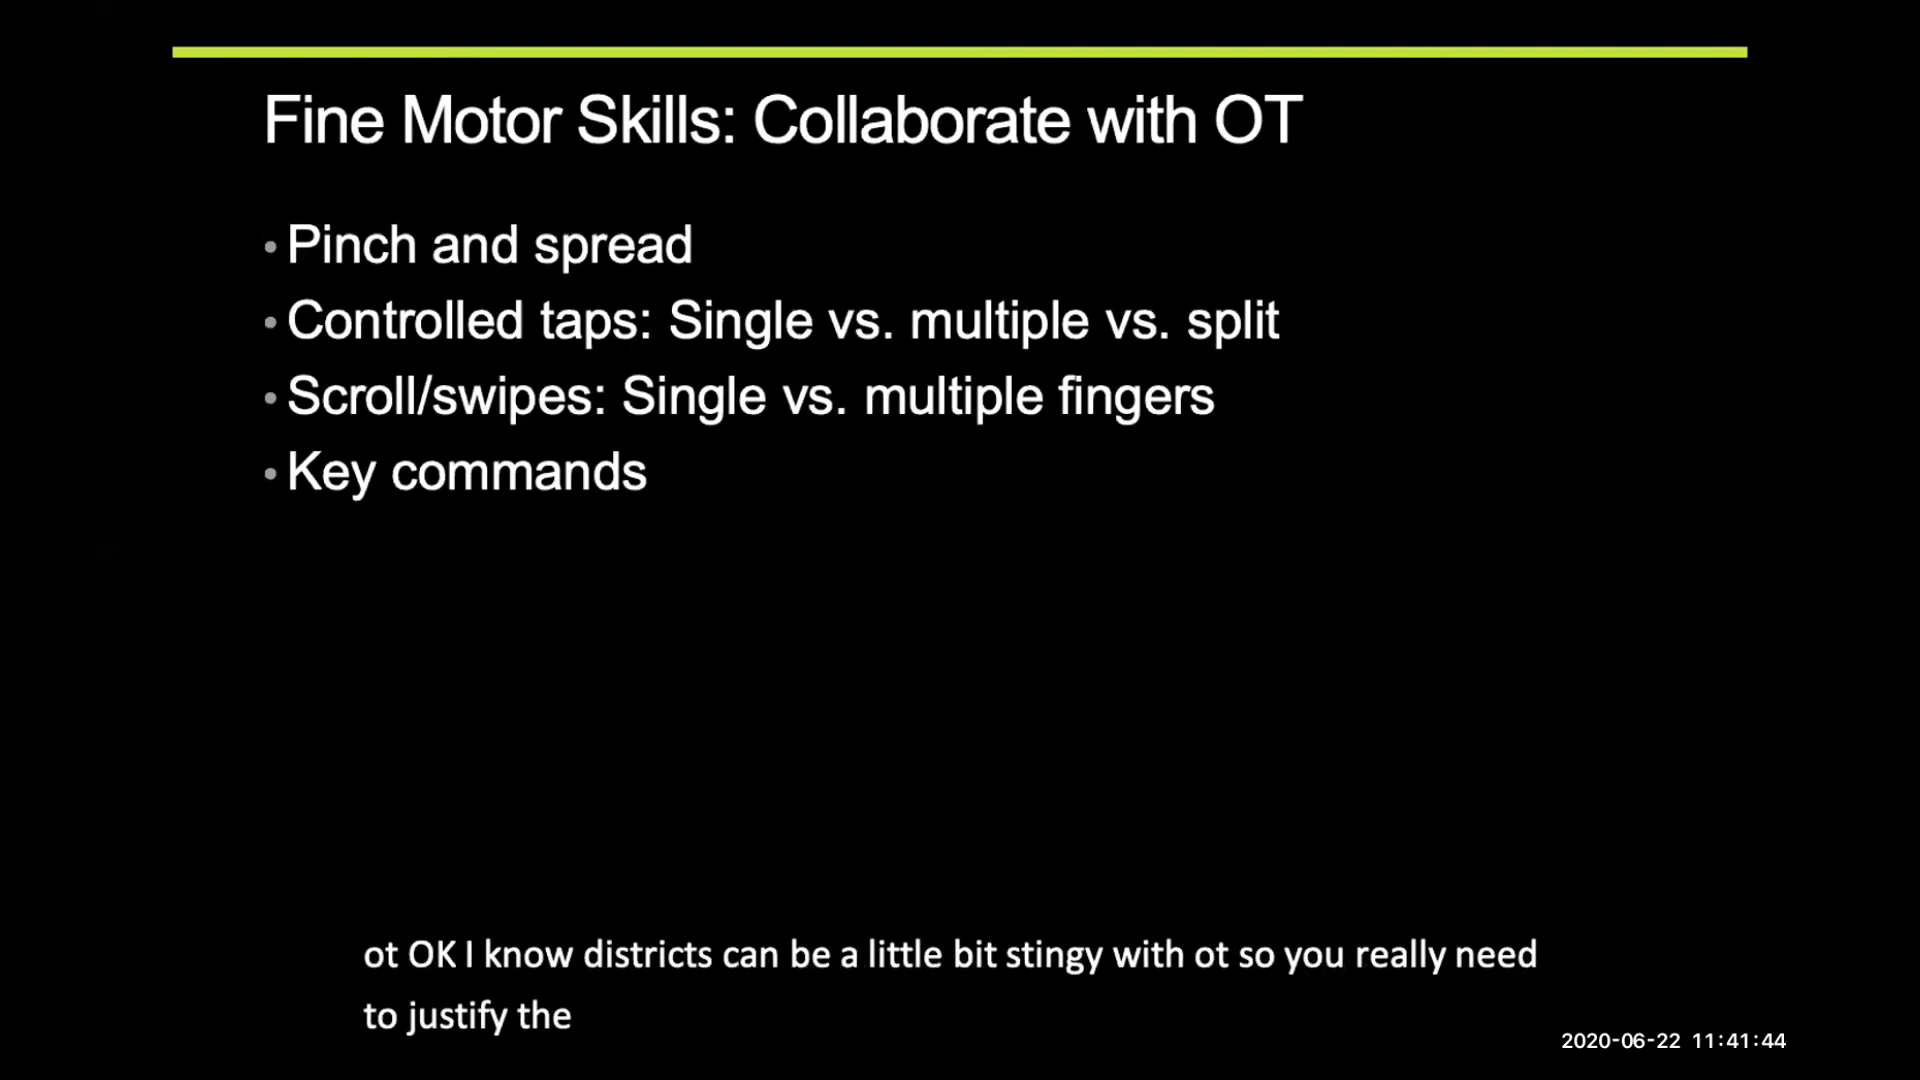 Fine Motor Skills: Collaborate with OT
• Pinch and spread
• Controlled taps: Single vs. multiple vs. split
• Scroll/swipes: Single vs. multiple fingers
• Key commands
ot OK I know districts can be a little bit stingy with ot so you really need
to justify the
2020-06-22 11:41:44